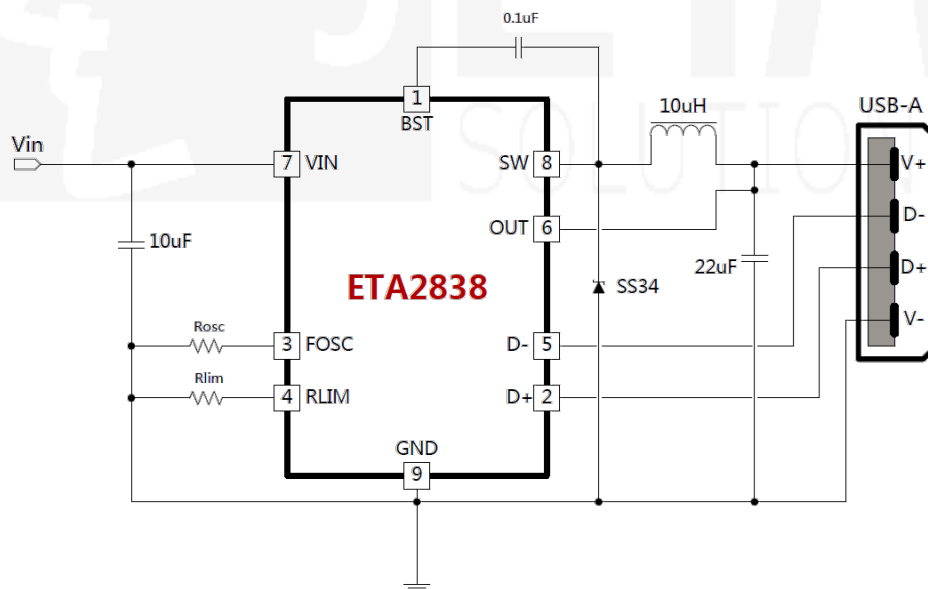 0.1uF
1
BST
10uH
USB-A
Vin
7 VIN
SW 8
V+
OUT 6
D-
10uF
22uF
D+
ETA2838
SS34
V-
Rosc
3 FOSC
D- 5
Rlim
4 RLIM
D+ 2
GND
9
SOLUTION